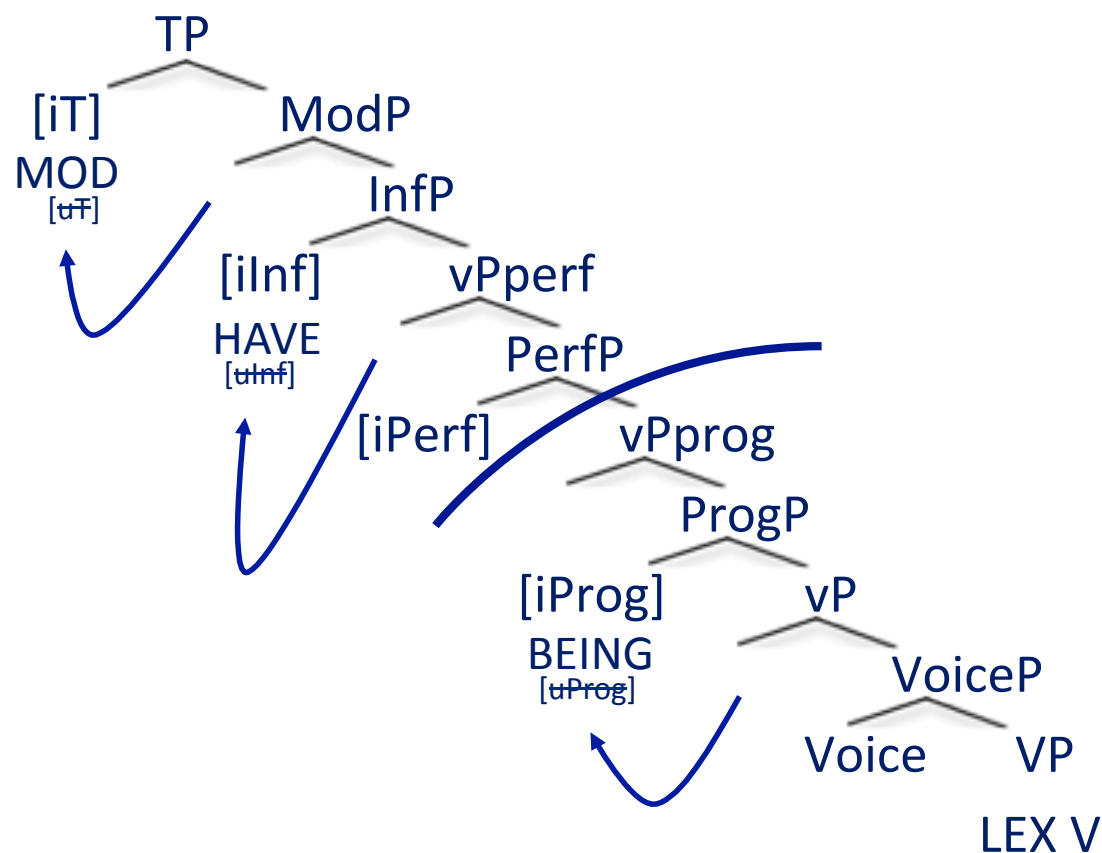 TP
[iT]
ModP
MOD
[uT]
InfP
[iInf]
vPperf
HAVE
[uInf]
PerfP
[iPerf]
vPprog
ProgP
[iProg]
vP
BEING
[uProg]
VoiceP
Voice
VP
LEX V